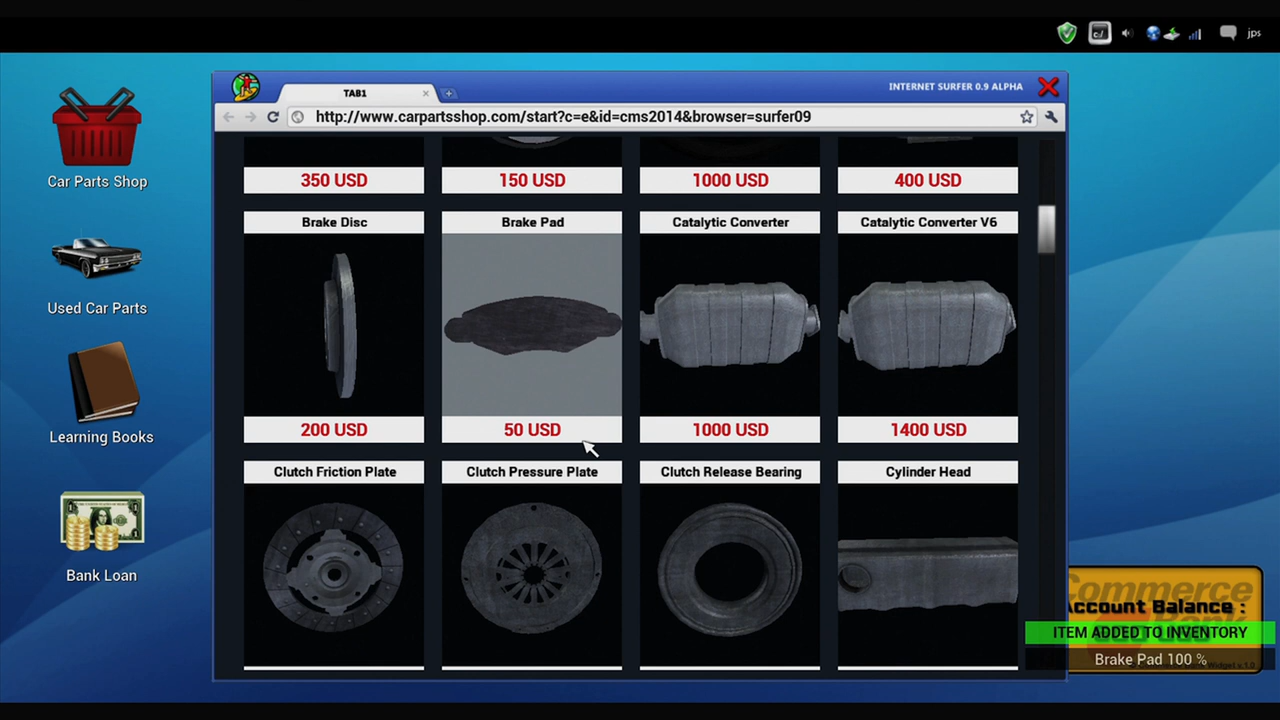 c:/
jps
TAB1
INTERNET SURFER 0.9 ALPHA
http://www.carpartsshop.com/start?c=e&id=cms2014&browser=surfer09
Car Parts Shop
Used Car Parts
Learning Books
Bank Loan
350 USD
150 USD
1000 USD
400 USD
Brake Disc
Brake Pad
Catalytic Converter
Catalytic Converter V6
200 USD
50 USD
1000 USD
1400 USD
Clutch Friction Plate
Clutch Pressure Plate
Clutch Release Bearing
Cylinder Head
Commerce
Account Balance :
ITEM ADDED TO INVENTORY
Brake Pad 100 %